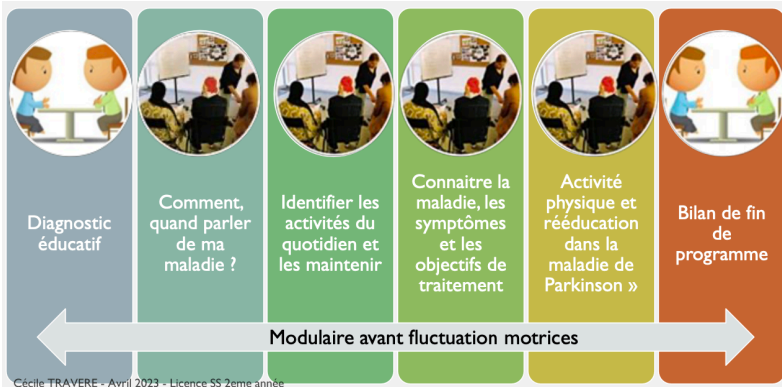 Diagnostic
éducatif
Comment,
quand parler
de ma
maladie ?
Identifier les
activités du
quotidien et
les maintenir
Connaitre la
maladie, les
symptômes
et les
objectifs de
traitement
Activité
physique et
rééducation
dans la
maladie de
Parkinson »
Bilan de fin
de
programme
Modulaire avant fluctuation motrices
Cécile TRAVERE - Avril 2023 - Licence SS 2eme année